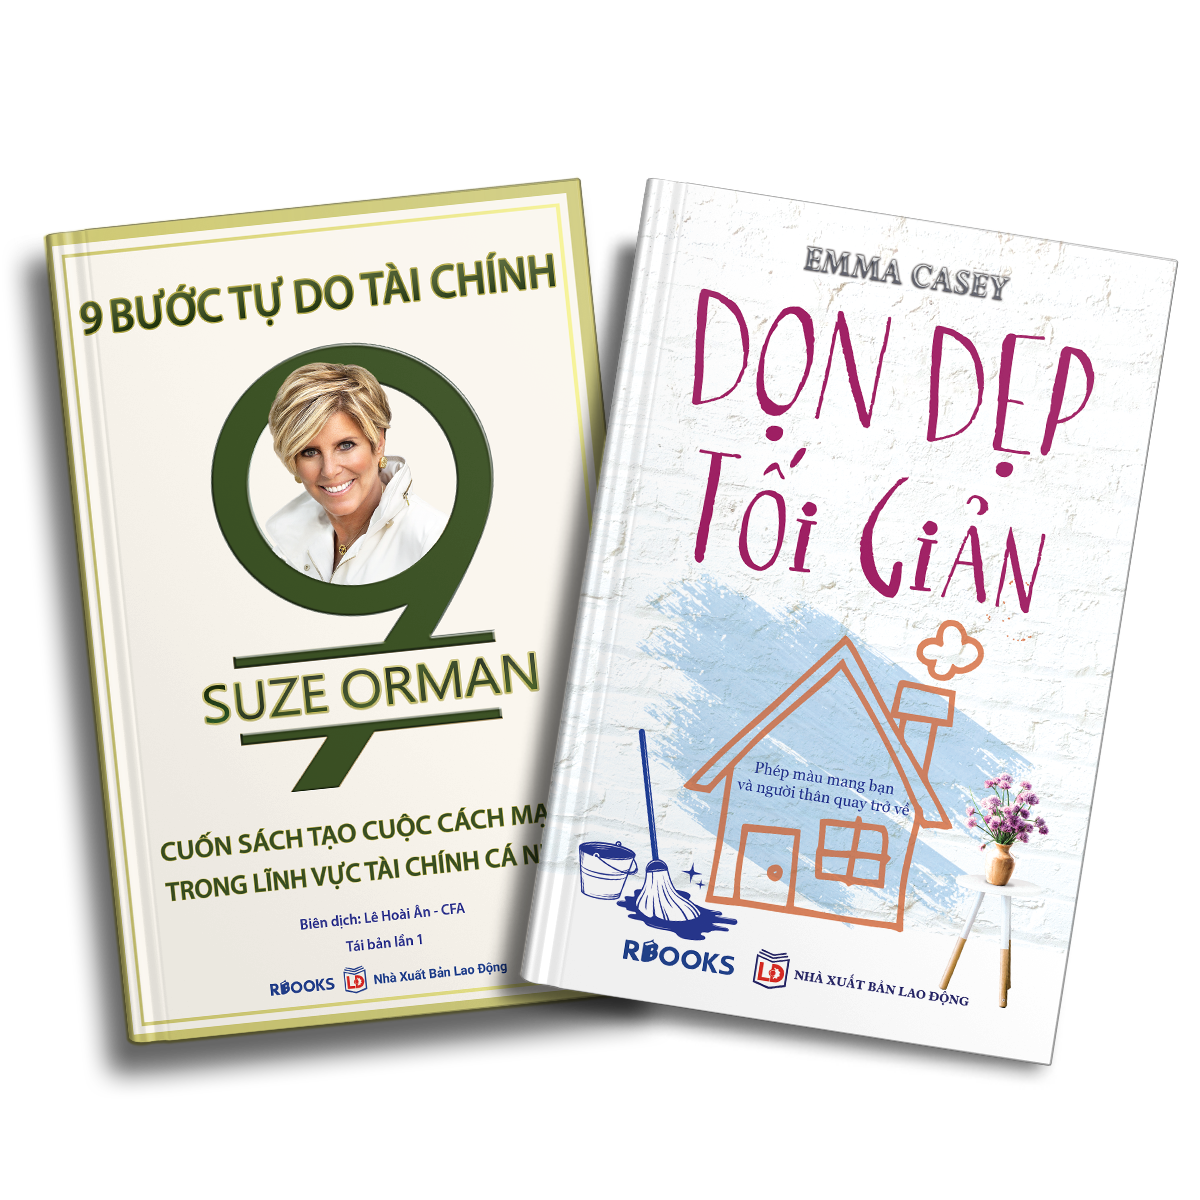 9 BƯỚC TỰ DO TÀI CHÍNH
9
SUZE ORMAN
CUỐN SÁCH TẠO CUỘC CÁCH
TRONG LĨNH VỰC TÀI CHÍNH CÁ
Biên dịch: Lê Hoài Ân - CFA
Tái bản lần 1
RBOOKS LĐ Nhà Xuất Bản Lao Động
EMMA CASEY
DỌN DẸP
TỐI GIẢN
Phép màu mang bạn
và người thân quay trở về
RBOOKS LĐ NHÀ XUẤT BẢN LAO ĐỘNG